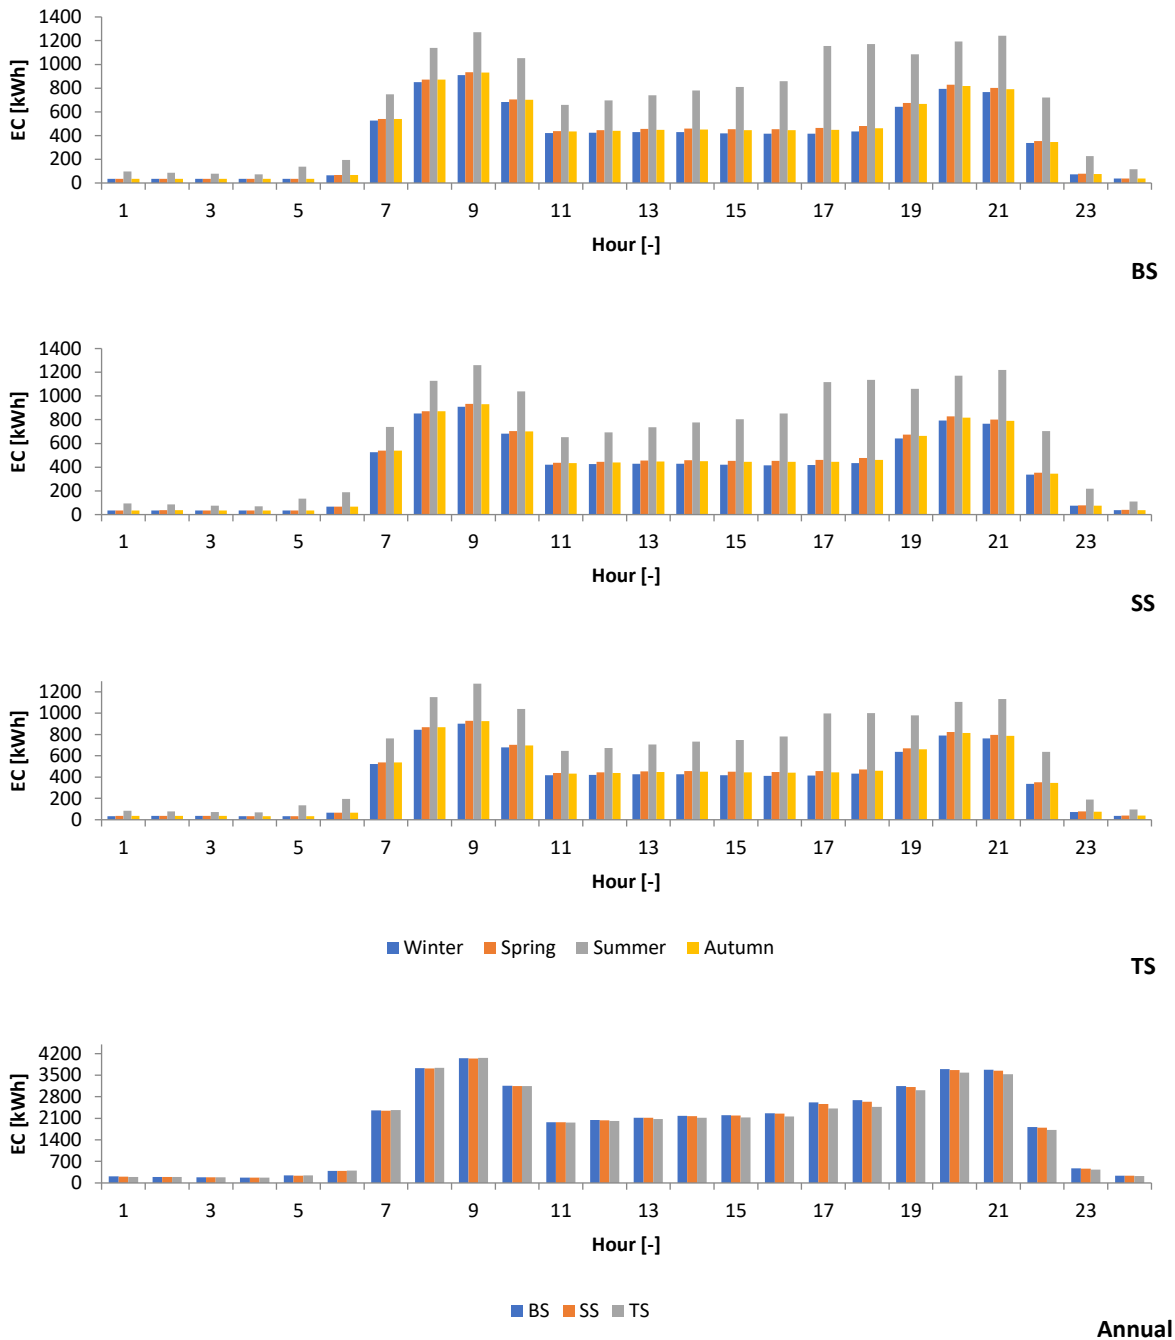 1400
1200
1000
800
600
400
200
0
EC [kWh]
1 3 5 7 9 11 13 15 17 19 21 23
Hour [-]
BS
1400
1200
1000
800
600
400
200
0
EC [kWh]
1 3 5 7 9 11 13 15 17 19 21 23
Hour [-]
SS
1200
1000
800
600
400
200
0
EC [kWh]
1 3 5 7 9 11 13 15 17 19 21 23
Hour [-]
Winter Spring Summer Autumn
TS
4200
3500
2800
2100
1400
700
0
EC [kWh]
1 3 5 7 9 11 13 15 17 19 21 23
Hour [-]
BS SS TS
Annual